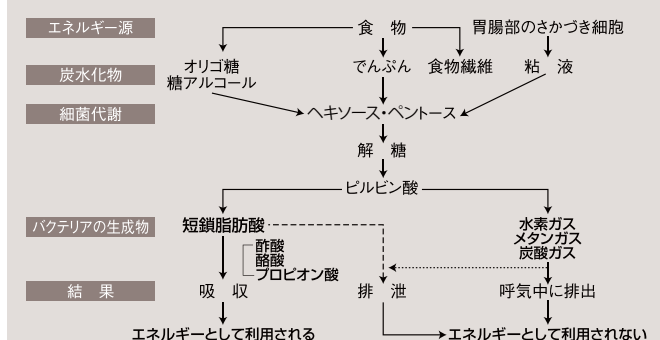 エネルギー源
食　物
胃腸部のさかづき細胞
炭水化物
オリゴ糖
糖アルコール
でんぷん
食物繊維
粘　液
細菌代謝
ヘキソース・ペントース
解　糖
ピルビン酸
バクテリアの生成物
短鎖脂肪酸
酢酸
酪酸
プロピオン酸
水素ガス
メタンガス
炭酸ガス
結　果
吸　収
排　泄
呼気中に排出
エネルギーとして利用される
エネルギーとして利用されない